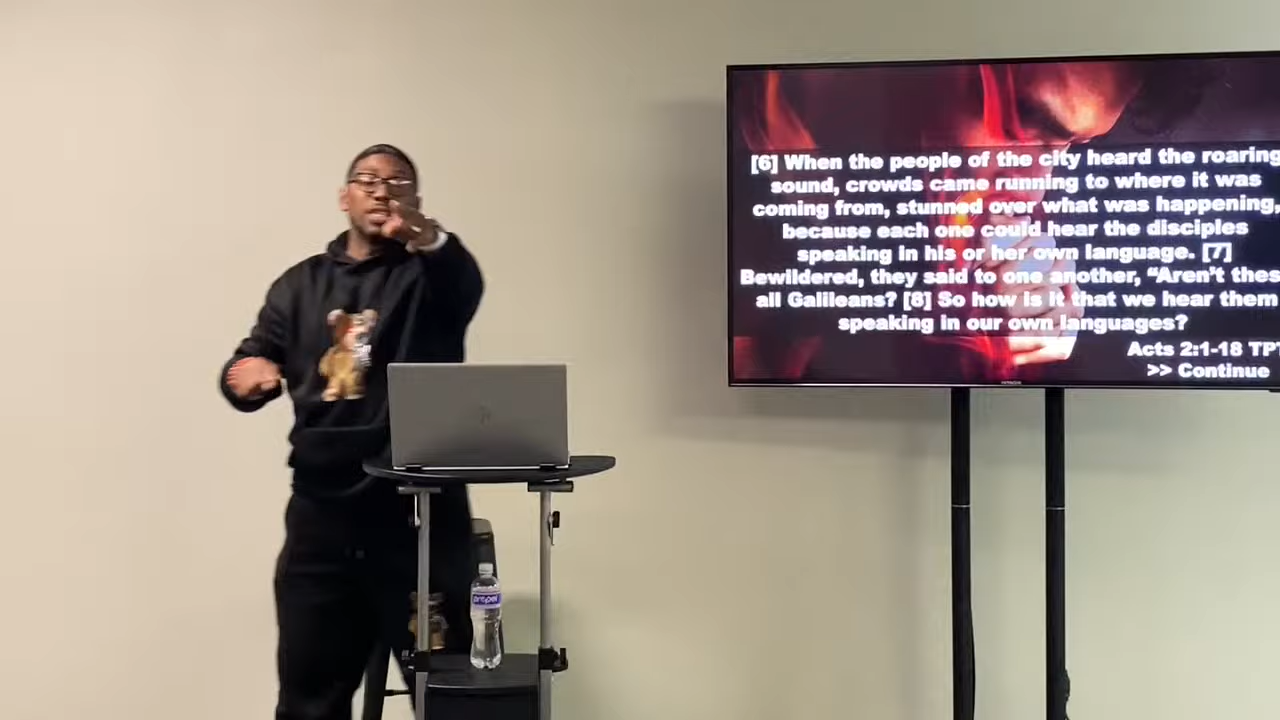 [6] When the people of the city heard the roaring
sound, crowds came running to where it was
coming from, stunned over what was happening,
because each one could hear the disciples
speaking in his or her own language. [7]
Bewildered, they said to one another, “Aren’t thes
all Galileans? [8] So how is it that we hear them
speaking in our own languages?
Acts 2:1-18 TPT
>> Continue
HITACHI
propel